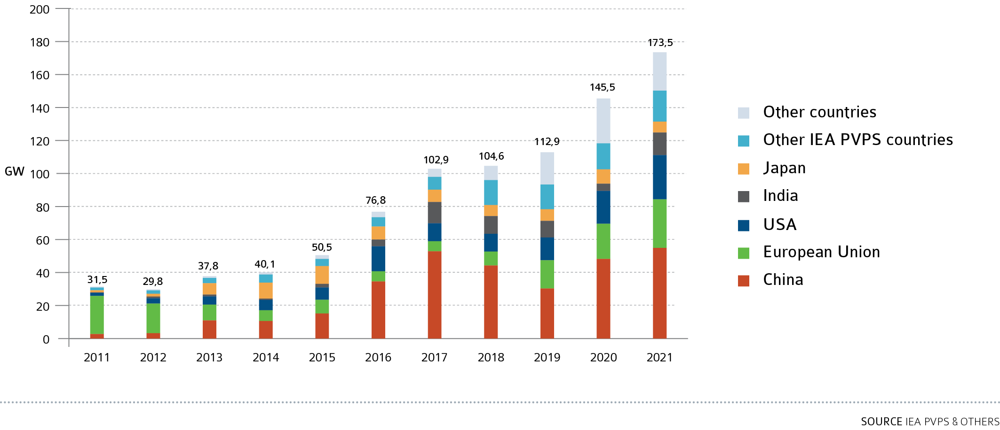 200
180
160
140
120
GW 100
80
60
40
20
0
31,5
29,8
37,8
40,1
50,5
76,8
102,9
104,6
112,9
145,5
173,5
2011 2012 2013 2014 2015 2016 2017 2018 2019 2020 2021
Other countries
Other IEA PVPS countries
Japan
India
USA
European Union
China
SOURCE IEA PVPS & OTHERS